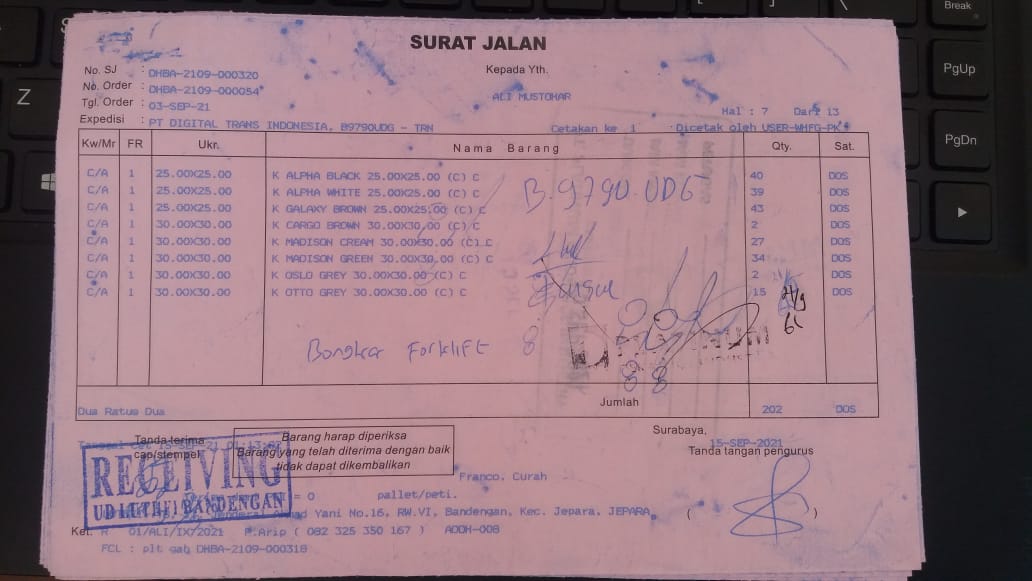 SURAT JALAN
No. SJ : DHBA-2109-000320
Kepada Yth.
No. Order : DHBA-2109-000054*
ALI MUSTOHAR
Tgl. Order : 03-SEP-21
Hal : 7 Dari 13
Expedisi : PT DIGITAL TRANS INDONESIA, B9790UDG - TRN
Cetakan ke 1 Dicetak oleh USER-WHFG-PK
Kw/Mr FR Ukr. Nama Barang Qty. Sat.
C/A 1 25.00X25.00 K ALPHA BLACK 25.00X25.00 (C) C 40 DOS
C/A 1 25.00X25.00 K ALPHA WHITE 25.00X25.00 (C) C 39 DOS
C/A 1 25.00X25.00 K GALAXY BROWN 25.00X25.00 (C) C 43 DOS
C/A 1 30.00X30.00 K CARGO BROWN 30.00X30.00 (C) C 2 DOS
C/A 1 30.00X30.00 K MADISON CREAM 30.00X30.00 (C) C 27 DOS
C/A 1 30.00X30.00 K MADISON GREEN 30.00X30.00 (C) C 34 DOS
C/A 1 30.00X30.00 K OSLO GREY 30.00X30.00 (C) C 2 DOS
C/A 1 30.00X30.00 K OTTO GREY 30.00X30.00 (C) C 15 DOS
B.9790.UDG
Bongkar Forklift
Jumlah
Dua Ratus Dua 202 DOS
Surabaya,
15-SEP-2021
Tanda terima
cap/stempel
Barang harap diperiksa
Barang yang telah diterima dengan baik
tidak dapat dikembalikan
Tanda tangan pengurus
RECEIVING
UD LUTHFI BANDENGAN
Franco. Curah
= 0 pallet/peti.
Yani No.16, RW.VI, Bandengan, Kec. Jepara, JEPARA
( )
Ket. R 01/ALI/IX/2021 P.Arip ( 082 325 350 167 ) ADDH-008
FCL : plt gab DHBA-2109-000318
Z
Break
PgUp
PgDn